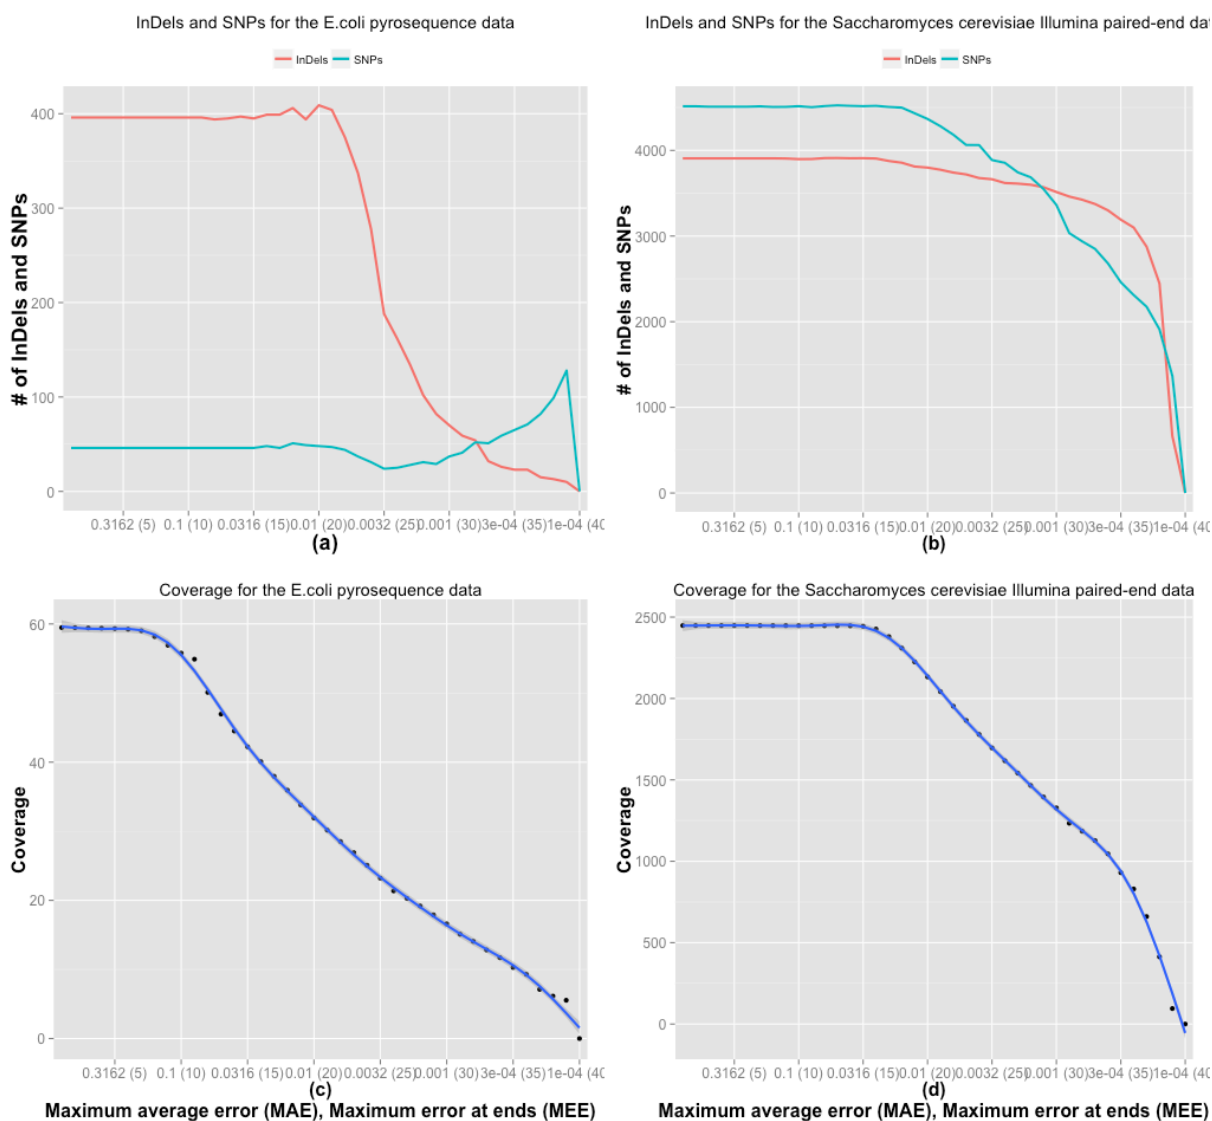 InDels and SNPs for the E.coli pyrosequence data
InDels SNPs
# of InDels and SNPs
400
300
200
100
0
0.3162 (5) 0.1 (10) 0.0316 (15) 0.01 (20) 0.0032 (25) 0.001 (30) 3e-04 (35) 1e-04 (40
(a)
InDels and SNPs for the Saccharomyces cerevisiae Illumina paired-end dat
InDels SNPs
# of InDels and SNPs
4000
3000
2000
1000
0
0.3162 (5) 0.1 (10) 0.0316 (15) 0.01 (20) 0.0032 (25) 0.001 (30) 3e-04 (35) 1e-04 (40
(b)
Coverage for the E.coli pyrosequence data
Coverage
60
40
20
0
0.3162 (5) 0.1 (10) 0.0316 (15) 0.01 (20) 0.0032 (25) 0.001 (30) 3e-04 (35) 1e-04 (40
(c)
Maximum average error (MAE), Maximum error at ends (MEE)
Coverage for the Saccharomyces cerevisiae Illumina paired-end data
Coverage
2500
2000
1500
1000
500
0
0.3162 (5) 0.1 (10) 0.0316 (15) 0.01 (20) 0.0032 (25) 0.001 (30) 3e-04 (35) 1e-04 (40
(d)
Maximum average error (MAE), Maximum error at ends (MEE)